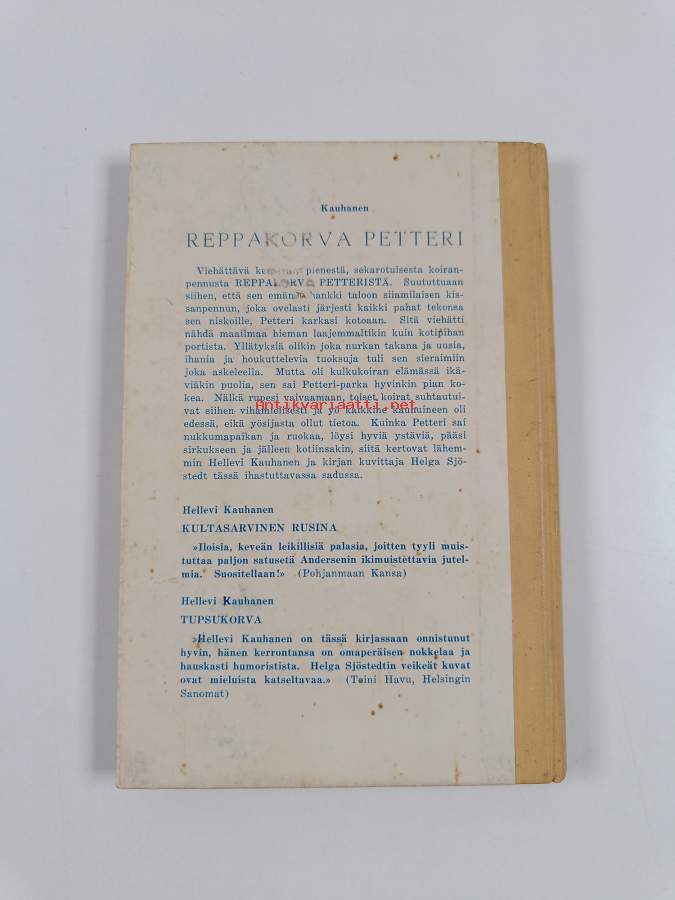 Kauhanen
REPPAKORVA PETTERI
Viehättävä pienestä, sekarotuisesta koiran-
pennusta REPPAKORVA PETTERISTÄ. Suututtuaan
siihen, että sen emäntä hankki taloon siiamilaisen kis-
sanpennun, joka ovelasti järjesti kaikki pahat tekonsa
sen niskoille, Petteri karkasi kotoaan. Sitä viehätti
nähdä maailmaa hieman laajemmaltikin kuin kotipihan
portista. Yllätyksiä olikin joka nurkan takana ja uusia,
ihania ja houkuttelevia tuoksuja tuli sen sieraimiin
joka askeleella. Mutta oli kulkukoiran elämässä ikä-
viäkin puolia, sen sai Petteri-parka hyvinkin pian ko-
kea. Nälkä rupesi vaivaamaan, toiset koirat suhtautui-
vat siihen vihamielisesti ja yö kaikkine kauhuineen oli
Antikvariaatti.net
edessä, eikä yösijasta ollut tietoa. Kuinka Petteri sai
nukkumapaikan ja ruokaa, löysi hyviä ystäviä, pääsi
sirkukseen ja jälleen kotiinsakin, siitä kertovat lähem-
min Hellevi Kauhanen ja kirjan kuvittaja Helga Sjö-
stedt tässä ihastuttavassa sadussa.
Hellevi Kauhanen
KULTASARVINEN RUSINA
»Iloisia, keveän leikillisiä palasia, joitten tyyli muis-
tuttaa paljon satusetä Andersenin ikimuistettavia jutel-
mia. Suositellaan!» (Pohjanmaan Kansa)
Hellevi Kauhanen
TUPSUKORVA
»Hellevi Kauhanen on tässä kirjassaan onnistunut
hyvin, hänen kerrontansa on omaperäisen nokkelaa ja
hauskasti humoristista. Helga Sjöstedtin veikeät kuvat
ovat mieluista katseltavaa.» (Toini Havu, Helsingin
Sanomat)